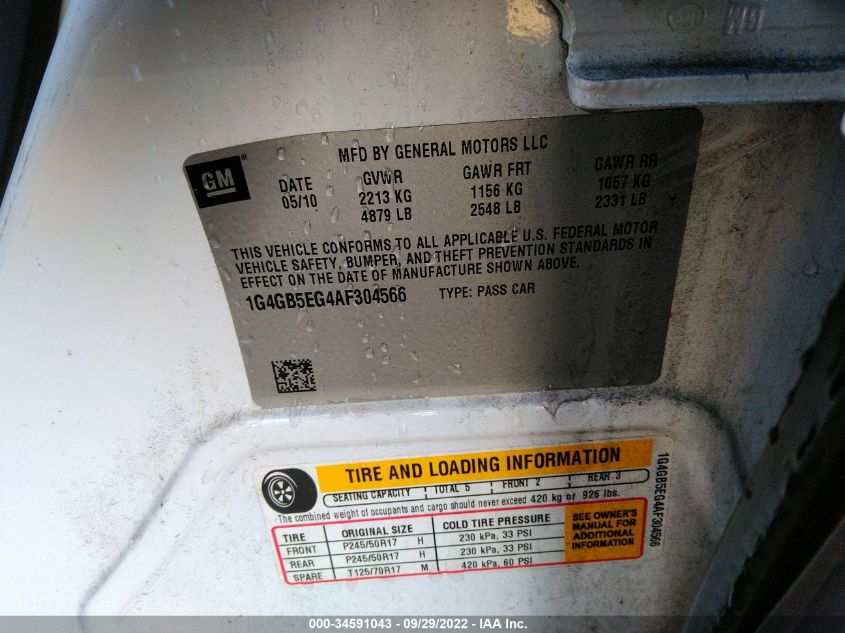 GM
MFD BY GENERAL MOTORS LLC
DATE GVWR GAWR FRT GAWR RR
05/10 2213 KG 1156 KG 1057 KG
4879 LB 2548 LB 2331 LB
THIS VEHICLE CONFORMS TO ALL APPLICABLE U.S. FEDERAL MOTOR
VEHICLE SAFETY, BUMPER, AND THEFT PREVENTION STANDARDS IN
EFFECT ON THE DATE OF MANUFACTURE SHOWN ABOVE.
1G4GB5EG4AF304566 TYPE: PASS CAR
TIRE AND LOADING INFORMATION
SEATING CAPACITY TOTAL 5 FRONT 2 REAR 3
The combined weight of occupants and cargo should never exceed 420 kg or 926 lbs.
TIRE ORIGINAL SIZE COLD TIRE PRESSURE
FRONT P245/50R17 H 230 kPa, 33 PSI
REAR P245/50R17 H 230 kPa, 33 PSI
SPARE T125/70R17 M 420 kPa, 60 PSI
SEE OWNER'S
MANUAL FOR
ADDITIONAL
INFORMATION
1G4GB5EG4AF304566
000-34591043 / 09/29/2022 - IAA Inc.